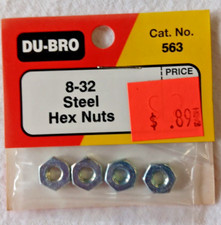 DU-BRO
Cat. No.
563
8-32
Steel
Hex Nuts
PRICE
$ .89